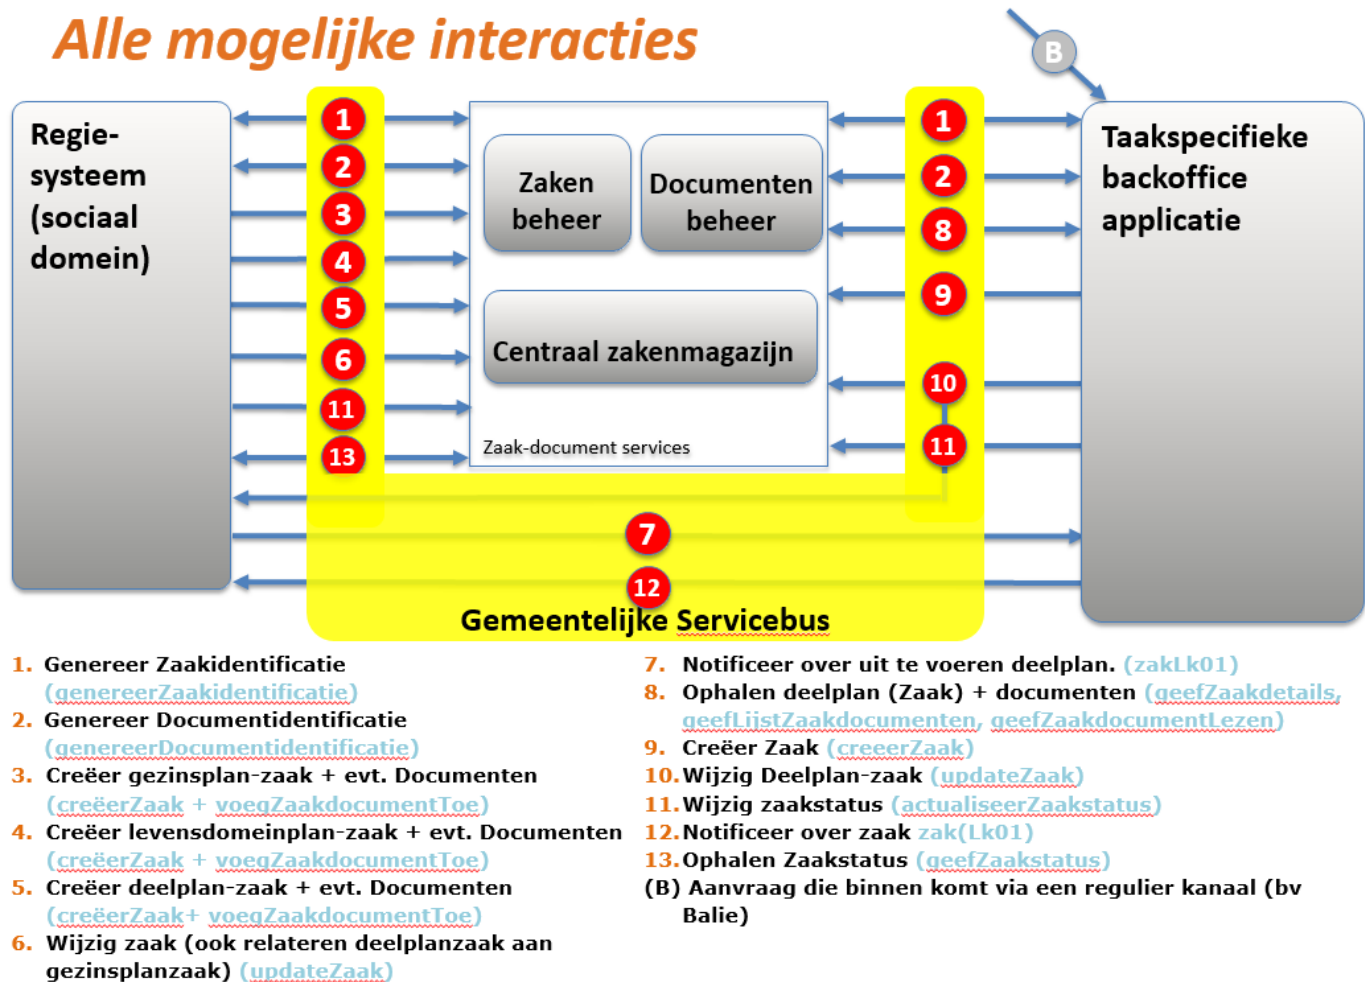 Alle mogelijke interacties
B
Regie-
systeem
(sociaal
domein)
1
2
3
4
5
6
11
13
Zaken
beheer
Documenten
beheer
Centraal zakenmagazijn
Zaak-document services
1
2
8
9
10
11
Taakspecifieke
backoffice
applicatie
7
12
Gemeentelijke Servicebus
1. Genereer Zaakidentificatie
(genereerZaakidentificatie)
2. Genereer Documentidentificatie
(genereerDocumentidentificatie)
3. Creëer gezinsplan-zaak + evt. Documenten
(creëerZaak + voegZaakdocumentToe)
4. Creëer levensdomeinplan-zaak + evt. Documenten
(creëerZaak + voegZaakdocumentToe)
5. Creëer deelplan-zaak + evt. Documenten
(creëerZaak+ voegZaakdocumentToe)
6. Wijzig zaak (ook relateren deelplanzaak aan
gezinsplanzaak) (updateZaak)
7. Notificeer over uit te voeren deelplan. (zakLk01)
8. Ophalen deelplan (Zaak) + documenten (geefZaakdetails,
geefLijstZaakdocumenten, geefZaakdocumentLezen)
9. Creëer Zaak (creeerZaak)
10. Wijzig Deelplan-zaak (updateZaak)
11. Wijzig zaakstatus (actualiseerZaakstatus)
12. Notificeer over zaak zak(Lk01)
13. Ophalen Zaakstatus (geefZaakstatus)
(B) Aanvraag die binnen komt via een regulier kanaal (bv
Balie)